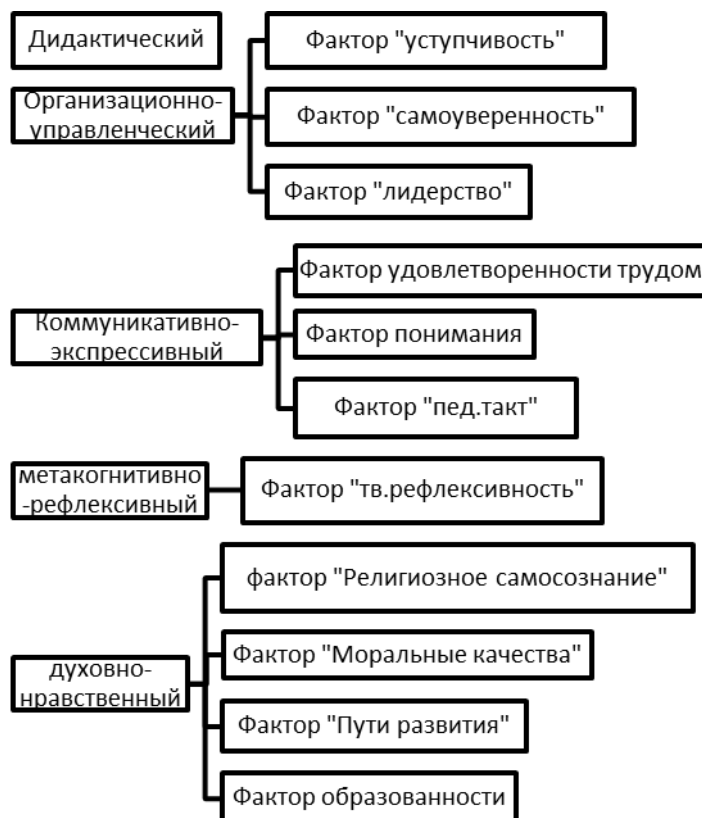 Дидактический
Фактор "уступчивость"
Организационно-
управленческий
Фактор "самоуверенность"
Фактор "лидерство"
Фактор удовлетворенности трудом
Коммуникативно-
экспрессивный
Фактор понимания
Фактор "пед.такт"
метакогнитивно
-рефлексивный
Фактор "тв.рефлексивность"
фактор "Религиозное самосознание"
духовно-
нравственный
Фактор "Моральные качества"
Фактор "Пути развития"
Фактор образованности